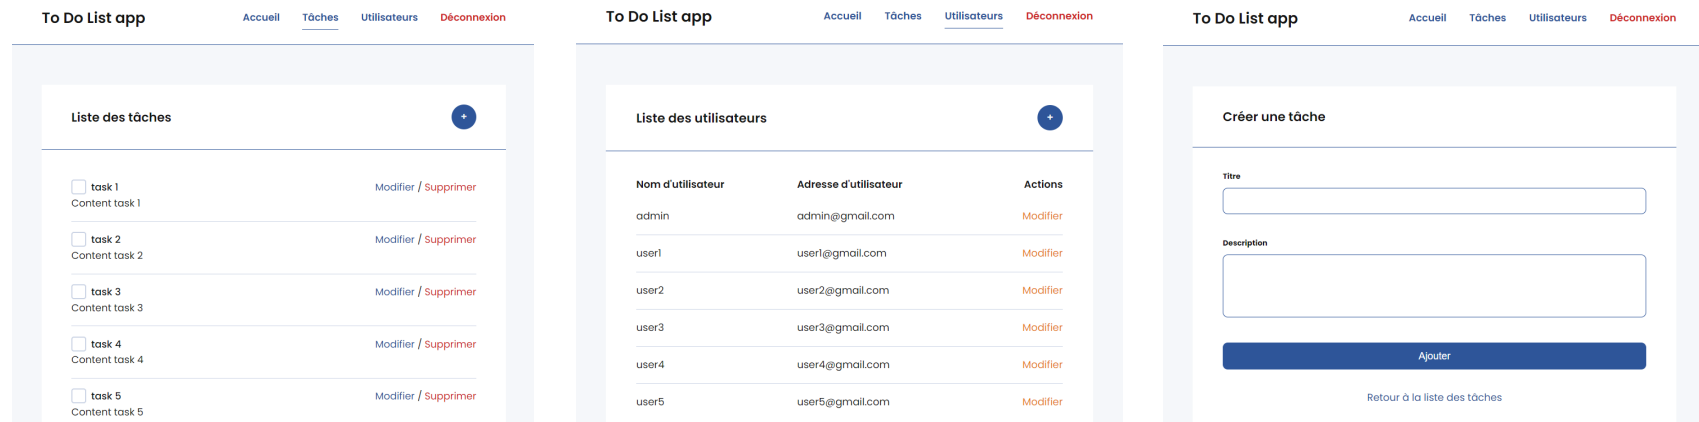 To Do List app Accueil Tâches Utilisateurs Déconnexion
Liste des tâches +
task 1 Modifier / Supprimer
Content task 1
task 2 Modifier / Supprimer
Content task 2
task 3 Modifier / Supprimer
Content task 3
task 4 Modifier / Supprimer
Content task 4
task 5 Modifier / Supprimer
Content task 5
To Do List app Accueil Tâches Utilisateurs Déconnexion
Liste des utilisateurs +
Nom d'utilisateur Adresse d'utilisateur Actions
admin admin@gmail.com Modifier
user1 user1@gmail.com Modifier
user2 user2@gmail.com Modifier
user3 user3@gmail.com Modifier
user4 user4@gmail.com Modifier
user5 user5@gmail.com Modifier
To Do List app Accueil Tâches Utilisateurs Déconnexion
Créer une tâche
Titre
Description
Ajouter
Retour à la liste des tâches